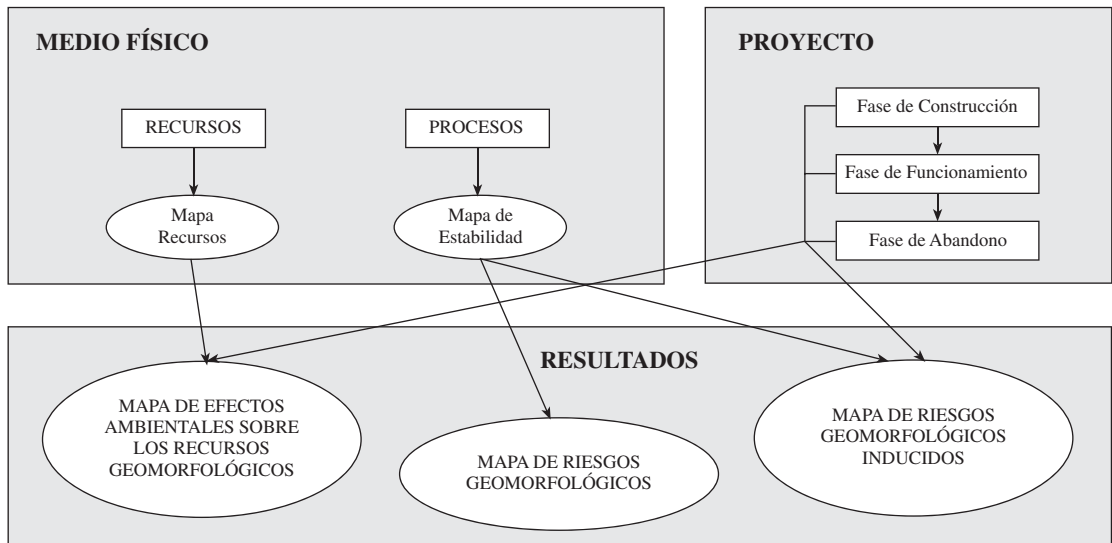 MEDIO FÍSICO
RECURSOS
PROCESOS
Mapa
Recursos
Mapa de
Estabilidad
PROYECTO
Fase de Construcción
Fase de Funcionamiento
Fase de Abandono
RESULTADOS
MAPA DE EFECTOS
AMBIENTALES SOBRE
LOS RECURSOS
GEOMORFOLÓGICOS
MAPA DE RIESGOS
GEOMORFOLÓGICOS
MAPA DE RIESGOS
GEOMORFOLÓGICOS
INDUCIDOS